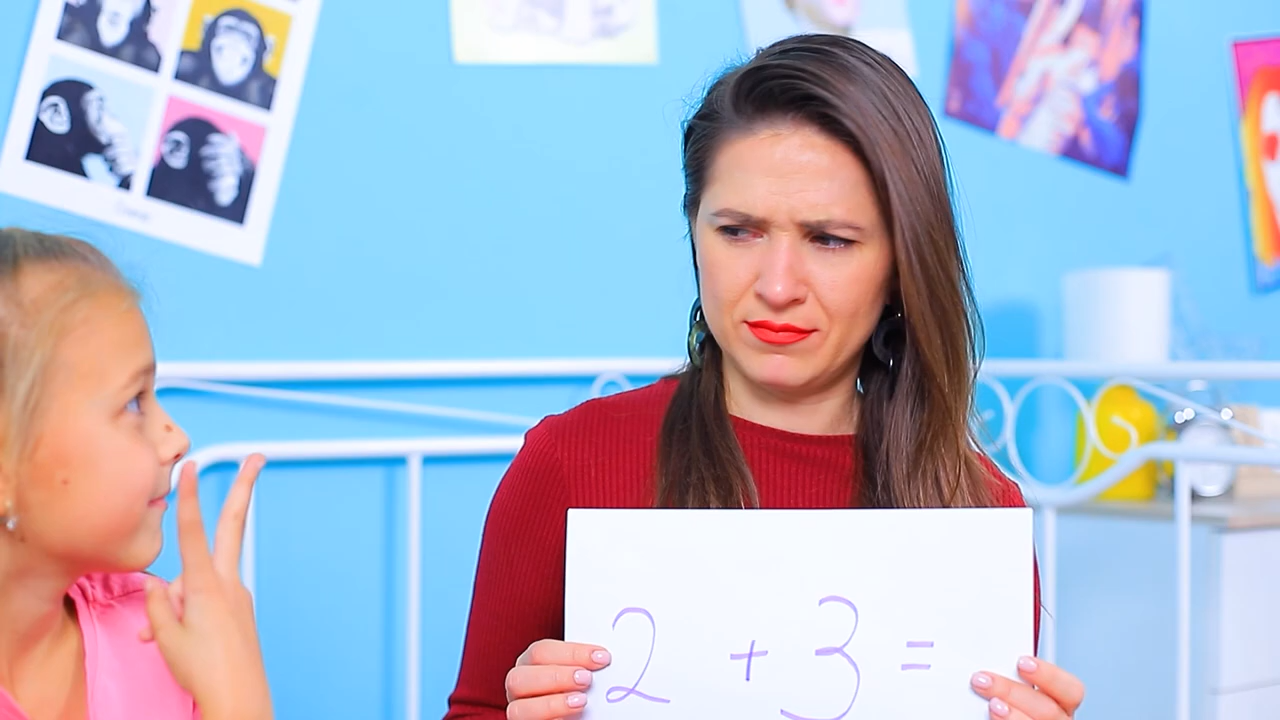 2 + 3 =